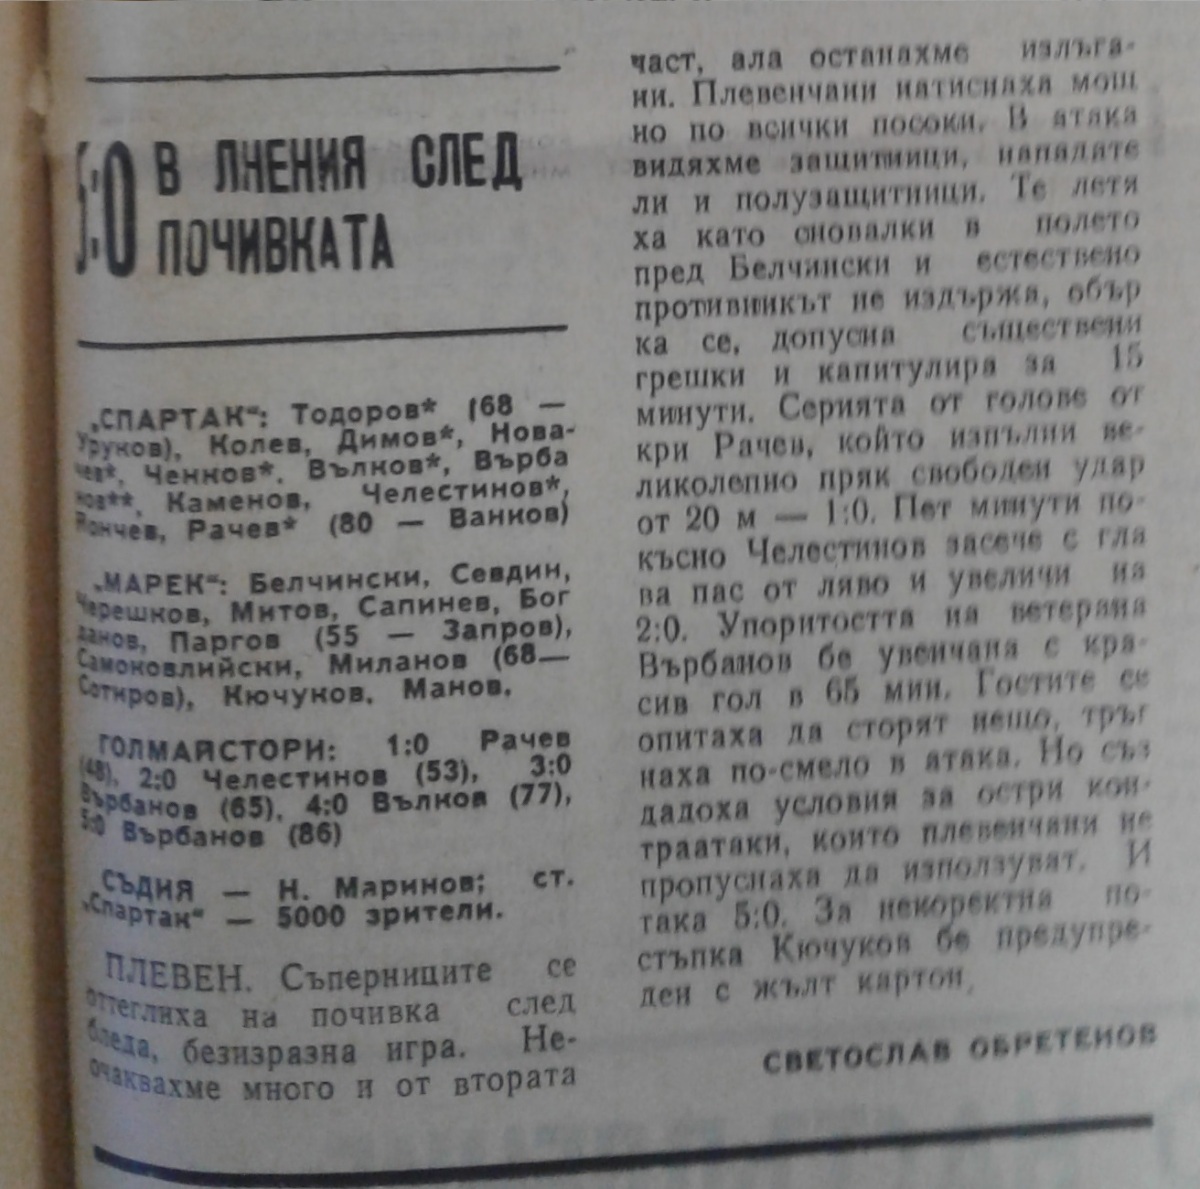 5:0 В ЛНЕНИЯ СЛЕД
ПОЧИВКАТА
„СПАРТАК“: Тодоров* (68 —
Уруков), Колев, Димов*, Нова-
чев*, Ченков*, Вълков*, Върба
нов**, Каменов, Челестинов*,
Йончев, Рачев* (80 — Ванков)
„МАРЕК“: Белчински, Севдин,
Черешков, Митов, Сапинев, Бог
данов, Паргов (55 — Запров),
Самоковлийски, Миланов (68—
Сотиров), Кючуков, Манов.
ГОЛМАЙСТОРИ: 1:0 Рачев
(48), 2:0 Челестинов (53), 3:0
Върбанов (65), 4:0 Вълков (77),
5:0 Върбанов (86)
СЪДИЯ — Н. Маринов; ст.
„Спартак“ — 5000 зрители.
ПЛЕВЕН. Съперниците се
оттеглиха на почивка след
бледа, безизразна игра. Не-
очаквахме много и от втората
част, ала останахме излъга-
ни. Плевенчани натиснаха мощ
но по всички посоки. В атака
видяхме защитници, нападате
ли и полузащитници. Те летя
ха като сновалки в полето
пред Белчински и естествено
противникът не издържа, обър
ка се, допусна съществени
грешки и капитулира за 15
минути. Серията от голове от
кри Рачев, който изпълни ве-
ликолепно пряк свободен удар
от 20 м — 1:0. Пет минути по-
късно Челестинов засече с гла
ва пас от ляво и увеличи на
2:0. Упоритостта на ветерана
Върбанов бе увенчана с кра-
сив гол в 65 мин. Гостите се
опитаха да сторят нещо, тръг
наха по-смело в атака. Но съз
дадоха условия за остри кон-
траатаки, които плевенчани не
пропуснаха да използуват. И
така 5:0. За некоректна по-
стъпка Кючуков бе предупре-
ден с жълт картон.
СВЕТОСЛАВ ОБРЕТЕНОВ